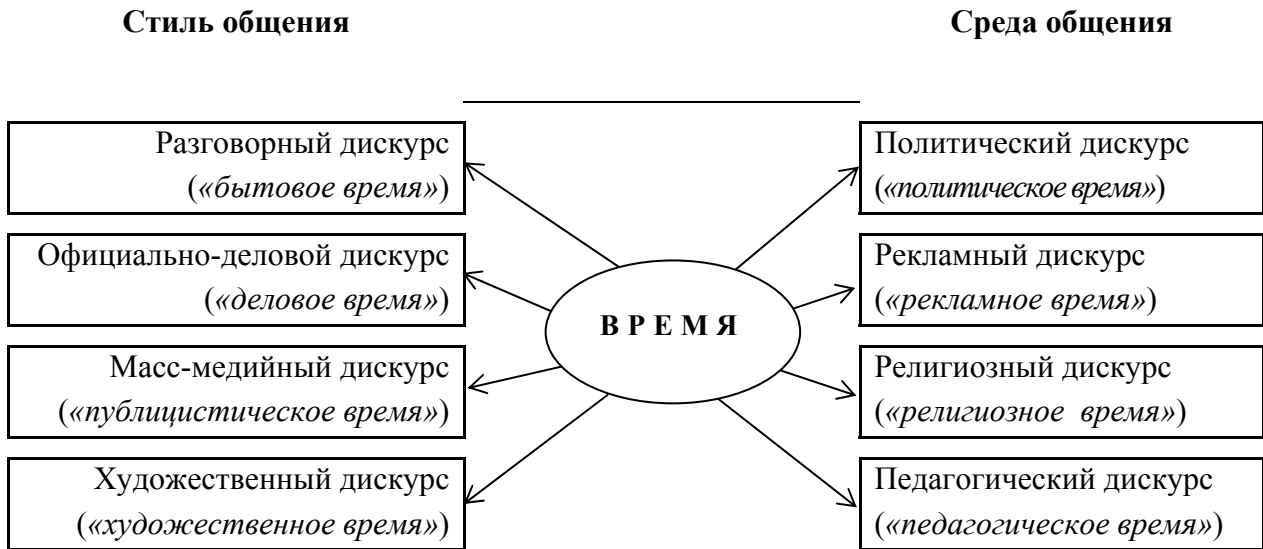 Стиль общения
Среда общения
Разговорный дискурс
(«бытовое время»)
Официально-деловой дискурс
(«деловое время»)
Масс-медийный дискурс
(«публицистическое время»)
Художественный дискурс
(«художественное время»)
В Р Е М Я
Политический дискурс
(«политическое время»)
Рекламный дискурс
(«рекламное время»)
Религиозный дискурс
(«религиозное время»)
Педагогический дискурс
(«педагогическое время»)